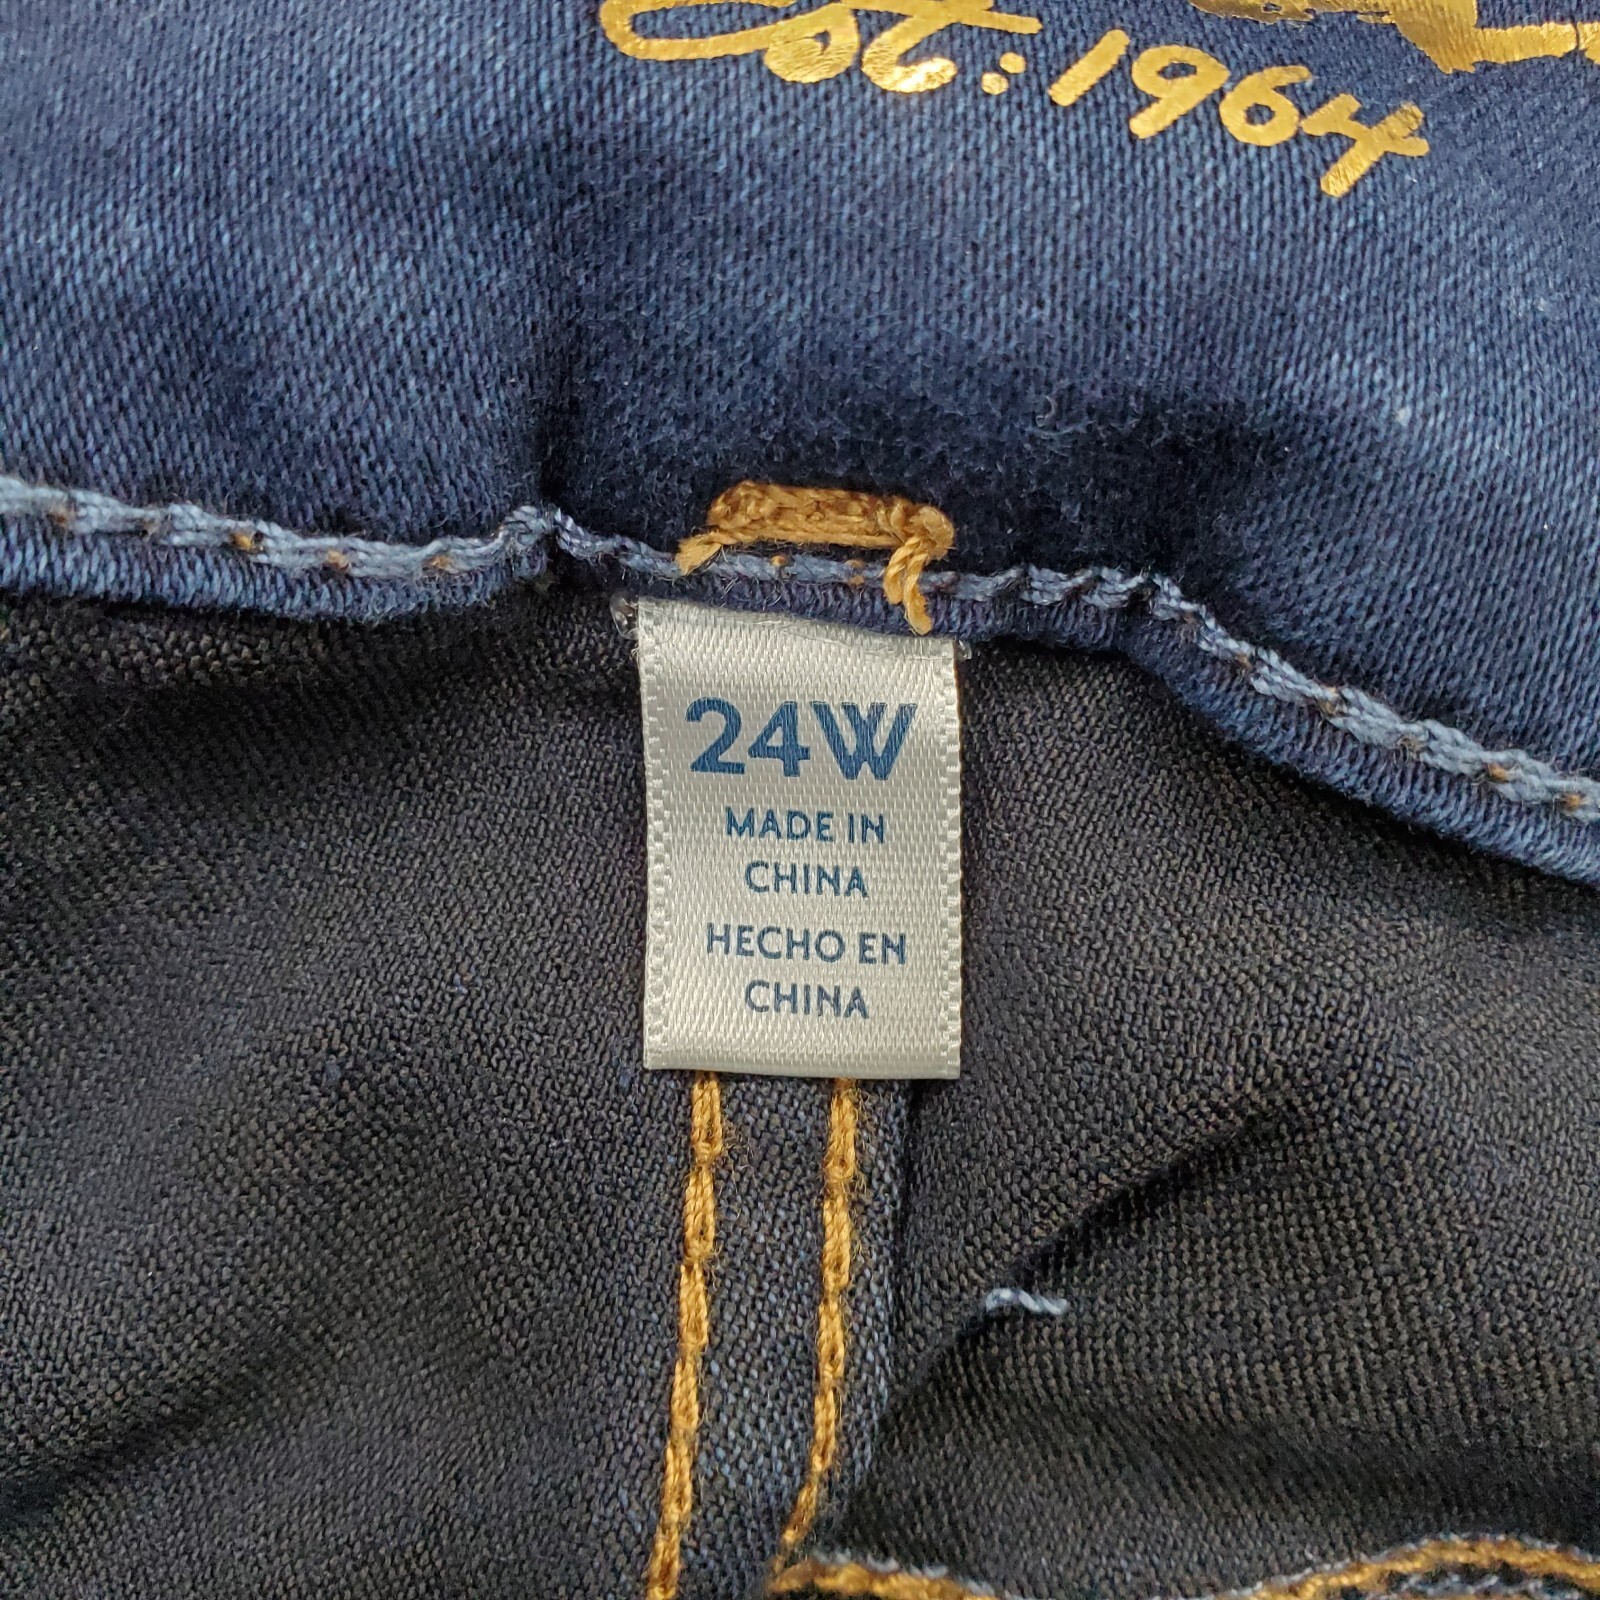 Est: 1964
24W
MADE IN
CHINA
HECHO EN
CHINA